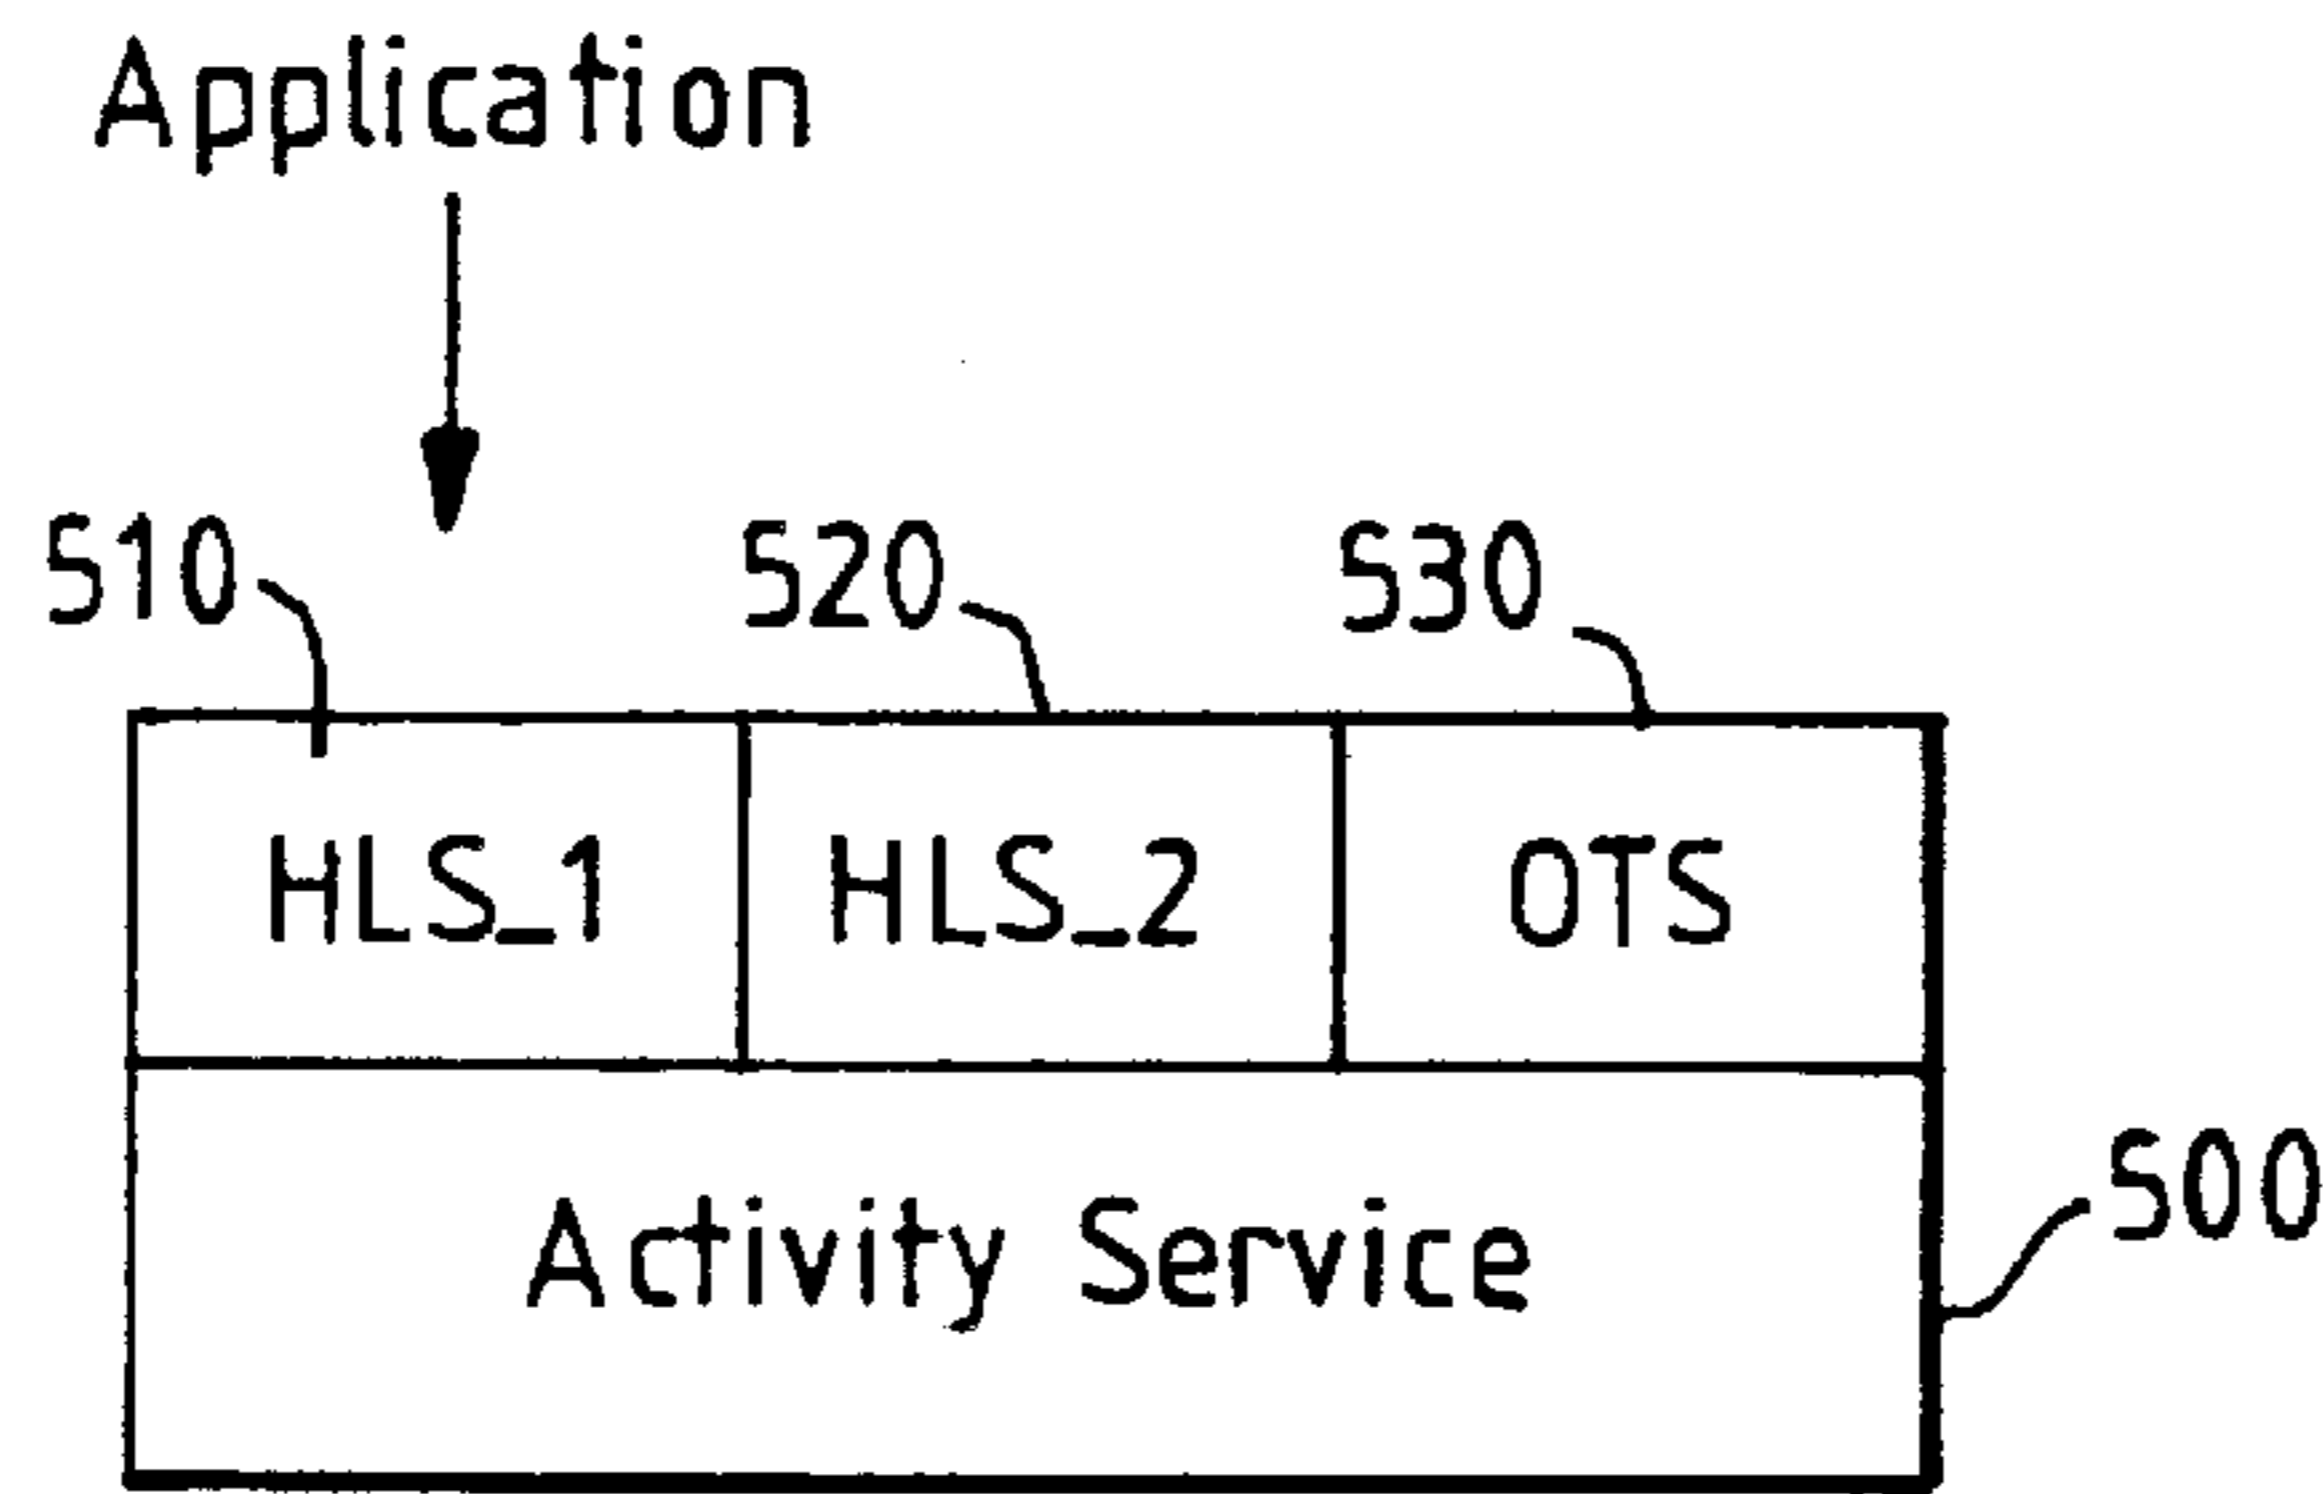 Application
510 520 530
HLS_1 HLS_2 OTS
Activity Service
500